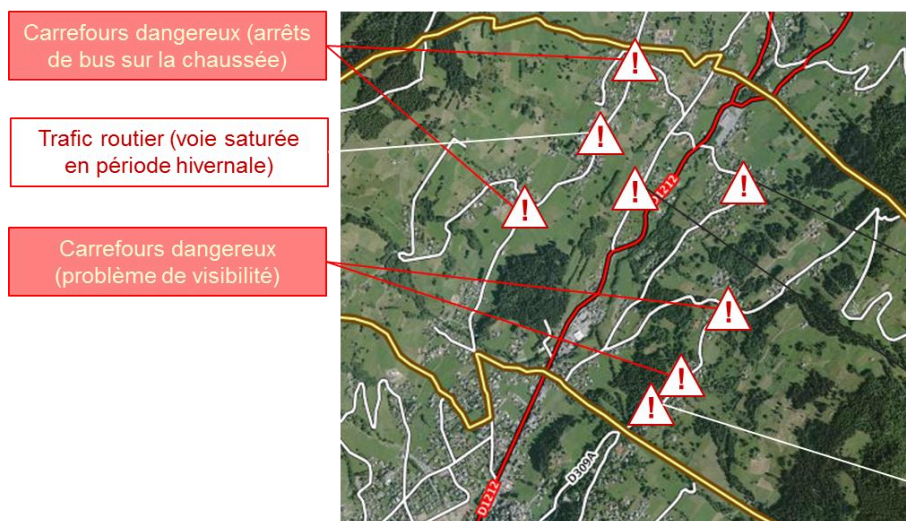 Carrefours dangereux (arrêts
de bus sur la chaussée)
Trafic routier (voie saturée
en période hivernale)
Carrefours dangereux
(problème de visibilité)
!
!
!
!
!
D1212
!
!
!
D309A
D1212